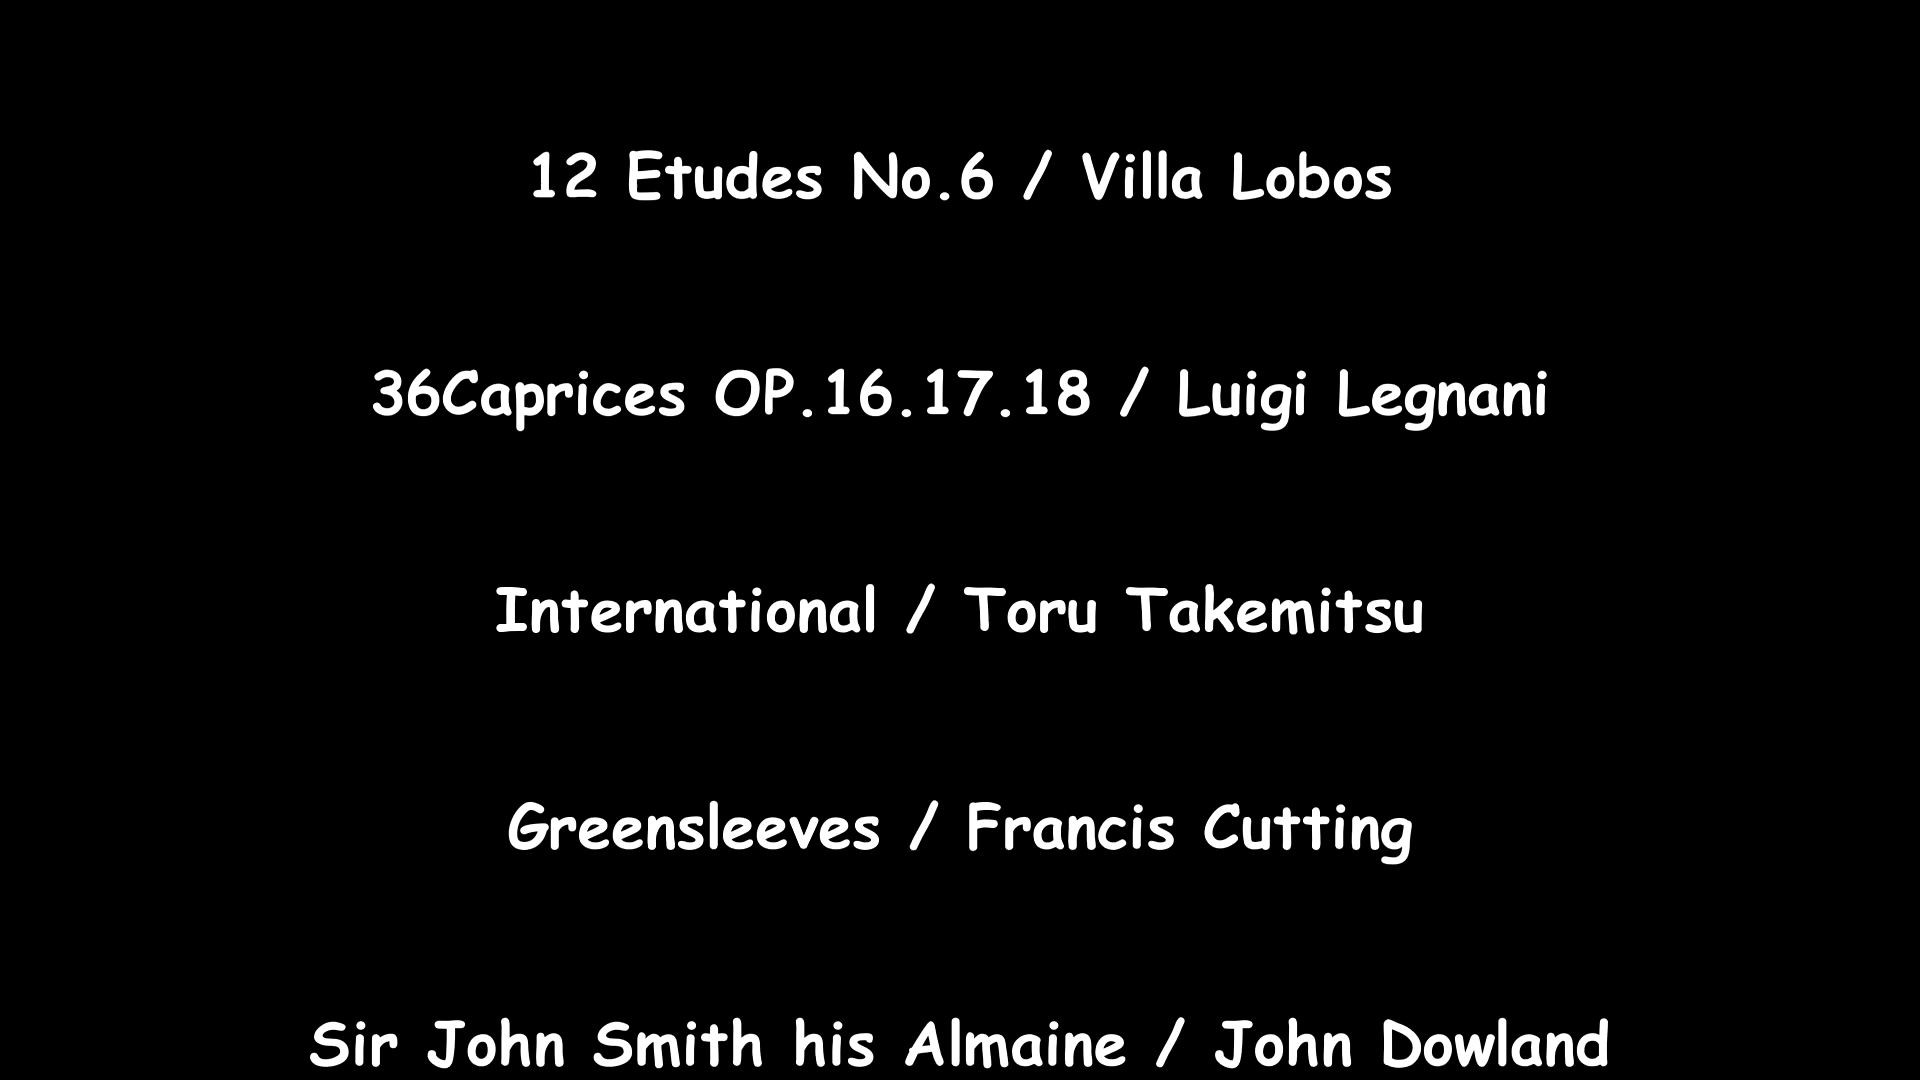 12 Etudes No.6 / Villa Lobos
36Caprices OP.16.17.18 / Luigi Legnani
International / Toru Takemitsu
Greensleeves / Francis Cutting
Sir John Smith his Almaine / John Dowland